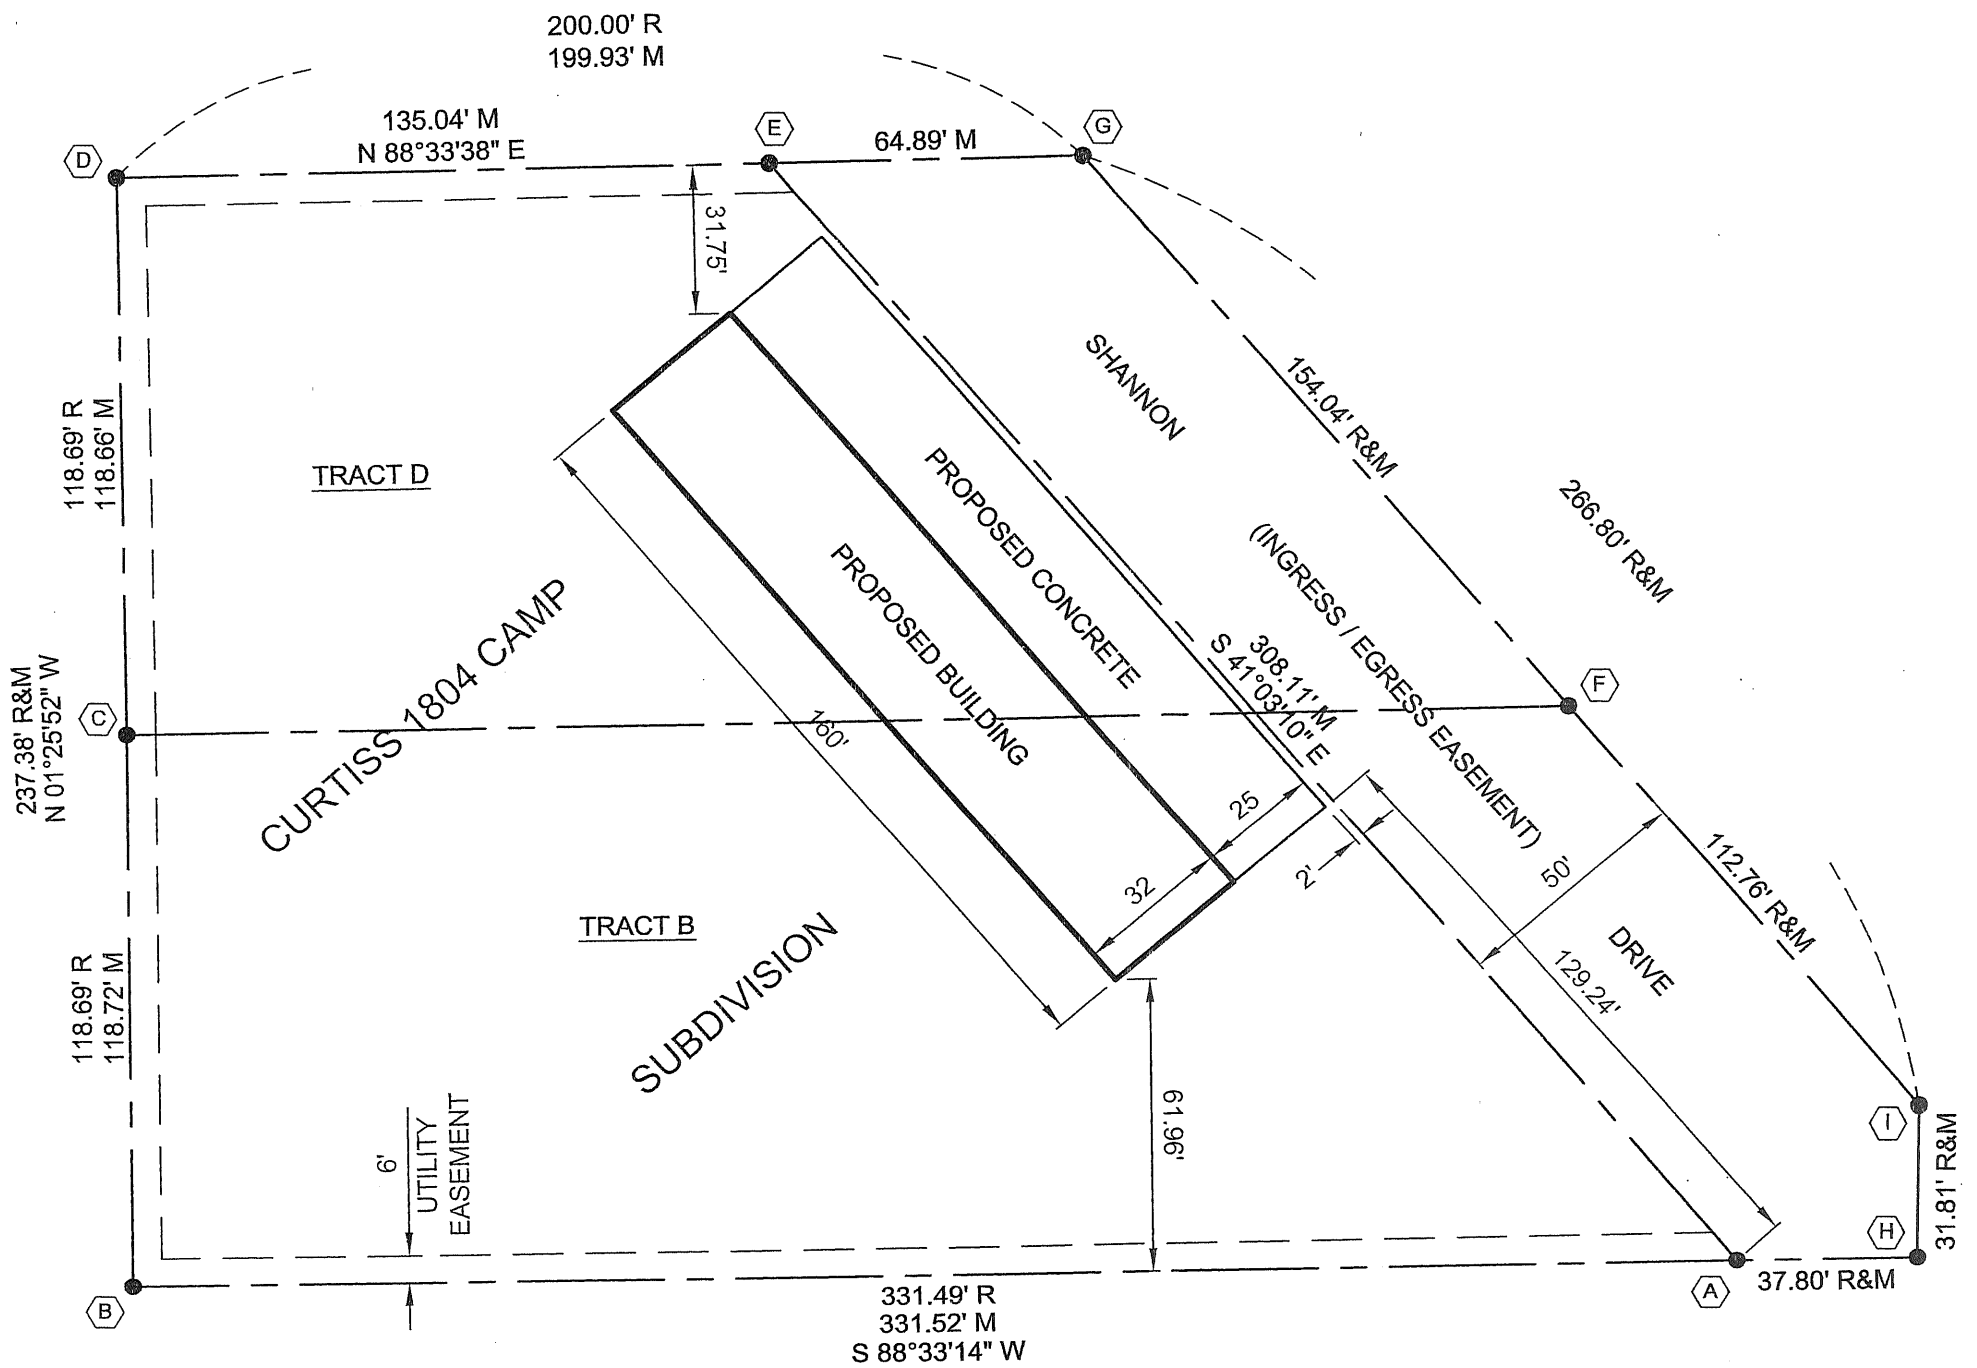 200.00' R
199.93' M
135.04' M
N 88°33'38" E
D
E
64.89' M
G
31.75'
118.69' R
118.66' M
TRACT D
SHANNON
154.04' R&M
266.80' R&M
PROPOSED CONCRETE
PROPOSED BUILDING
(INGRESS / EGRESS EASEMENT)
308.11' M
S 41°03'10" E
F
C
237.38' R&M
N 01°25'52" W
CURTISS 1804 CAMP
160'
25
32
2'
50'
112.76' R&M
DRIVE
129.24'
TRACT B
SUBDIVISION
118.69' R
118.72' M
61.96'
6'
UTILITY
EASEMENT
I
31.81' R&M
H
A
37.80' R&M
B
331.49' R
331.52' M
S 88°33'14" W